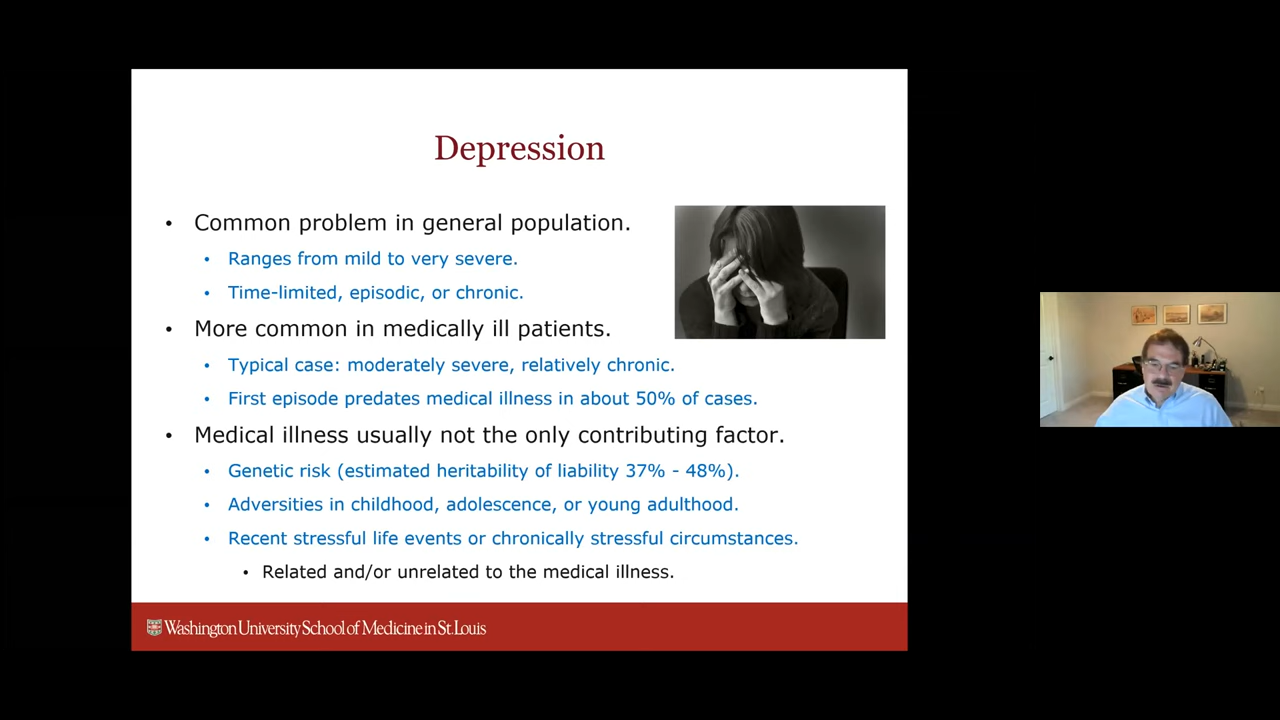 Depression
• Common problem in general population.
• Ranges from mild to very severe.
• Time-limited, episodic, or chronic.
• More common in medically ill patients.
• Typical case: moderately severe, relatively chronic.
• First episode predates medical illness in about 50% of cases.
• Medical illness usually not the only contributing factor.
• Genetic risk (estimated heritability of liability 37% - 48%).
• Adversities in childhood, adolescence, or young adulthood.
• Recent stressful life events or chronically stressful circumstances.
• Related and/or unrelated to the medical illness.
Washington University School of Medicine in St. Louis